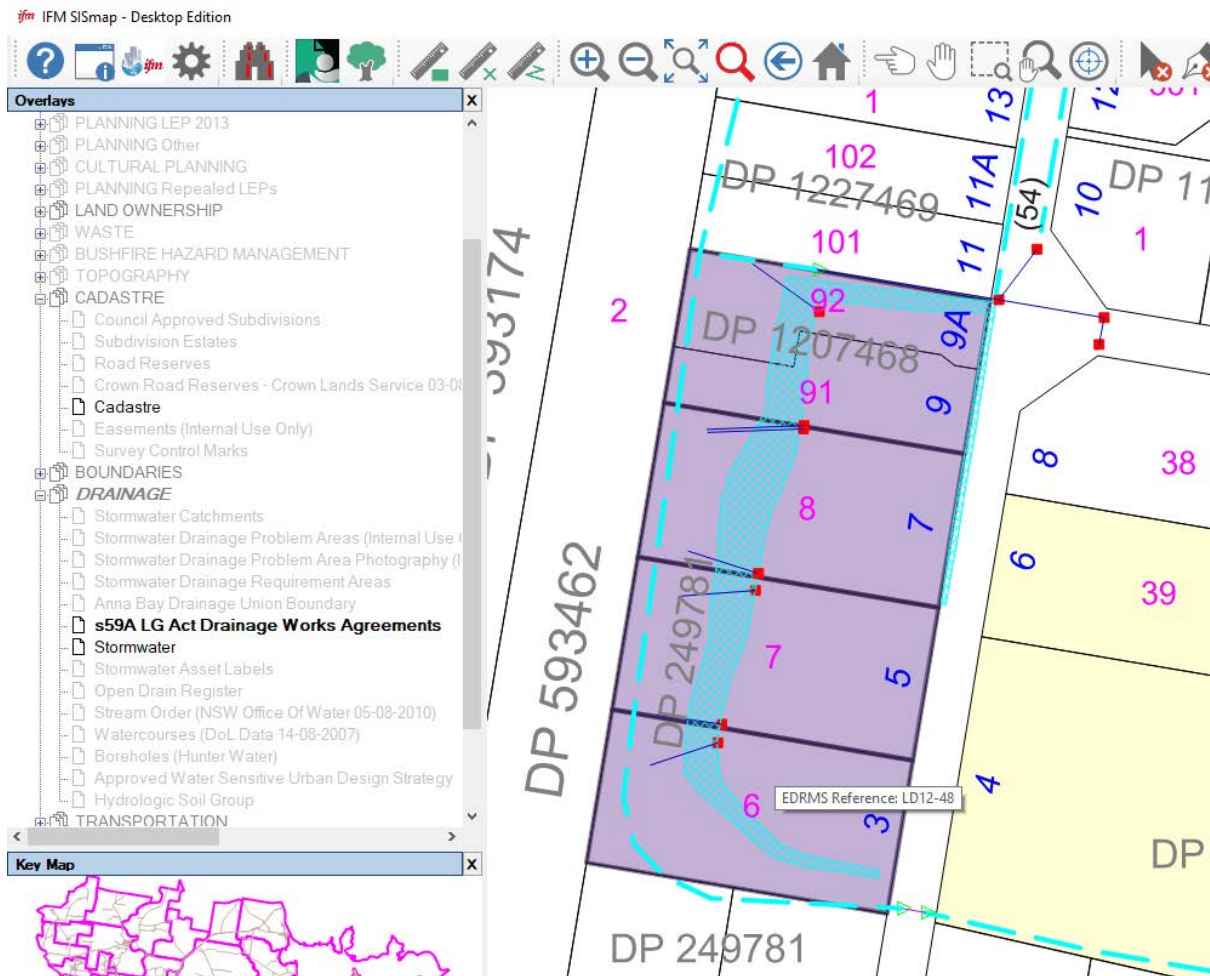 ifm IFM SISmap - Desktop Edition
ifm
Overlays X
PLANNING LEP 2013
PLANNING Other
CULTURAL PLANNING
PLANNING Repealed LEPs
LAND OWNERSHIP
WASTE
BUSHFIRE HAZARD MANAGEMENT
TOPOGRAPHY
CADASTRE
Council Approved Subdivisions
Subdivision Estates
Road Reserves
Crown Road Reserves - Crown Lands Service 03-08
Cadastre
Easements (Internal Use Only)
Survey Control Marks
BOUNDARIES
DRAINAGE
Stormwater Catchments
Stormwater Drainage Problem Areas (Internal Use
Stormwater Drainage Problem Area Photography (
Stormwater Drainage Requirement Areas
Anna Bay Drainage Union Boundary
s59A LG Act Drainage Works Agreements
Stormwater
Stormwater Asset Labels
Open Drain Register
Stream Order (NSW Office Of Water 05-08-2010)
Watercourses (DoL Data 14-08-2007)
Boreholes (Hunter Water)
Approved Water Sensitive Urban Design Strategy
Hydrologic Soil Group
TRANSPORTATION
Key Map X
1
13
12
102
DP 1227469
11A
(54)
10
DP 11
101
11
1
593174
2
92
DP 1207468
9A
91
9
8
38
8
7
6
39
DP 593462
DP 249781
7
5
6
EDRMS Reference: LD12-48
3
4
DP
DP 249781